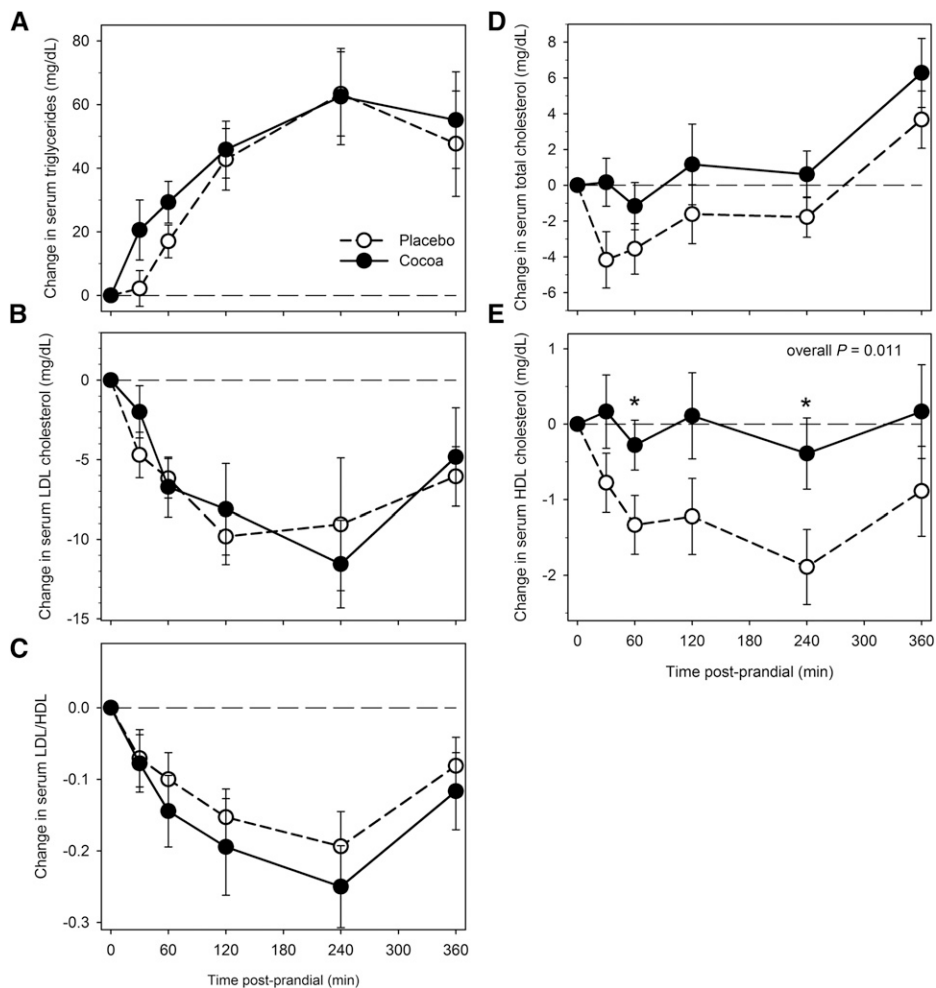 A
Change in serum triglycerides (mg/dL)
80
60
40
20
0
Placebo
Cocoa
B
Change in serum LDL cholesterol (mg/dL)
0
-5
-10
-15
C
Change in serum LDL/HDL
0.0
-0.1
-0.2
-0.3
0 60 120 180 240 300 360
Time post-prandial (min)
D
Change in serum total cholesterol (mg/dL)
8
6
4
2
0
-2
-4
-6
E
Change in serum HDL cholesterol (mg/dL)
overall P = 0.011
1
* *
0
-1
-2
0 60 120 180 240 300 360
Time post-prandial (min)